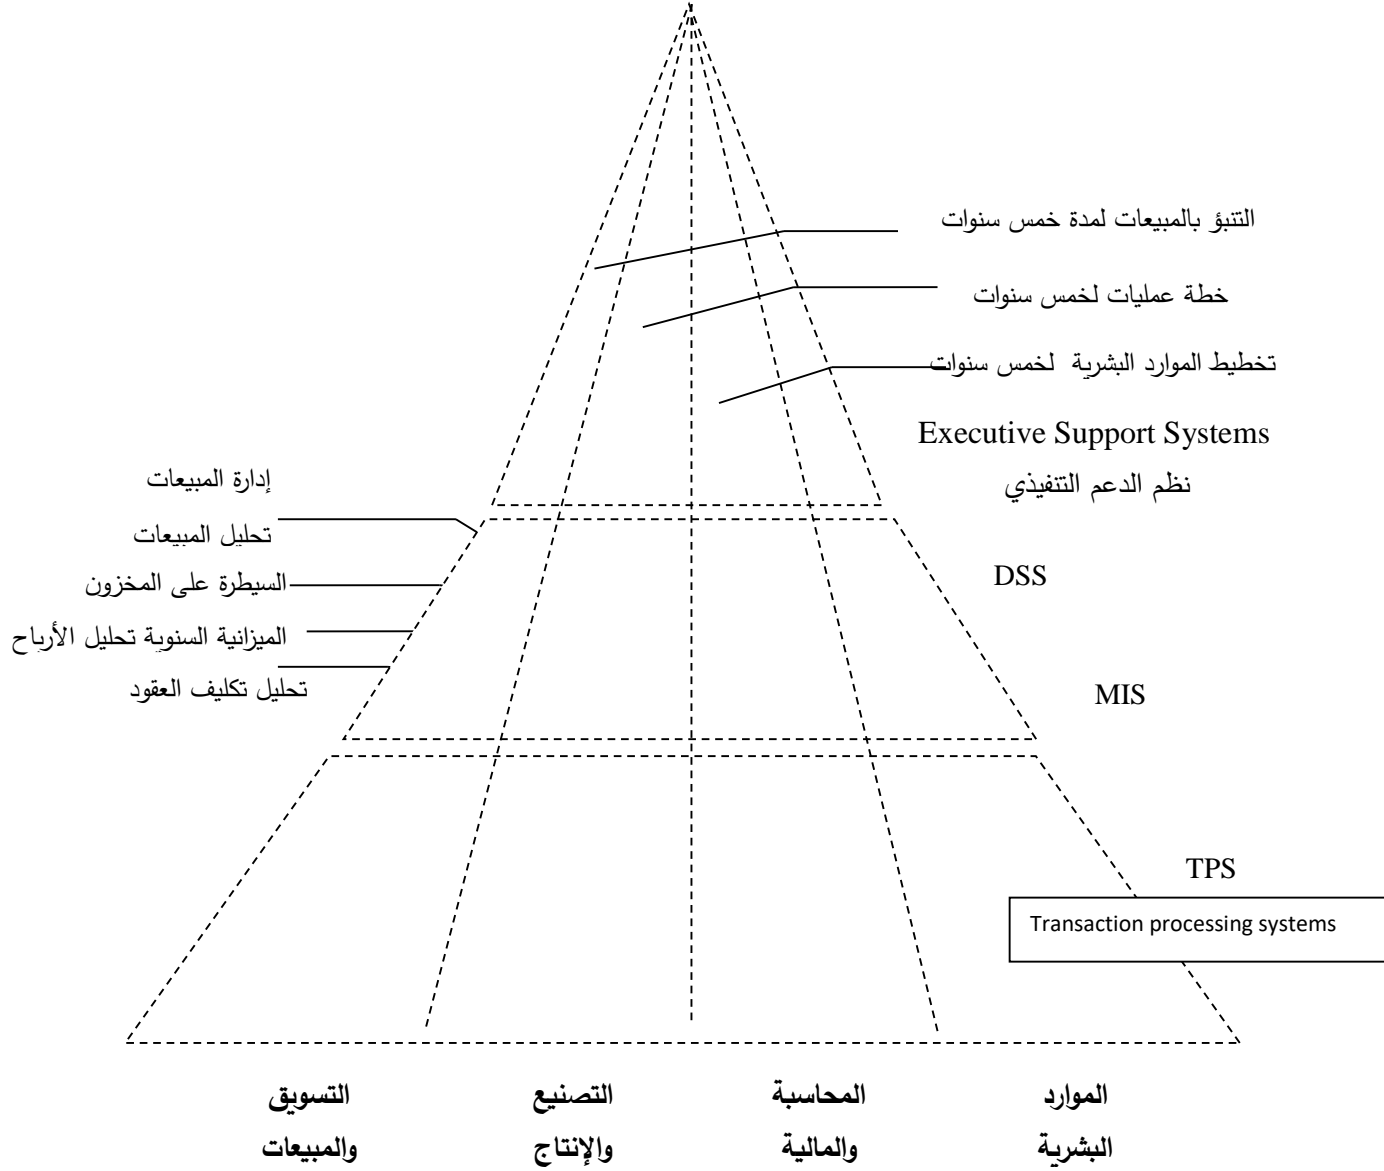 التنبؤ بالمبيعات لمدة خمس سنوات
خطة عمليات لخمس سنوات
تخطيط الموارد البشرية لخمس سنوات
Executive Support Systems
نظم الدعم التنفيذي
إدارة المبيعات
تحليل المبيعات
السيطرة على المخزون
الميزانية السنوية تحليل الأرباح
تحليل تكليف العقود
DSS
MIS
TPS
Transaction processing systems
الموارد
البشرية
المحاسبة
والمالية
التصنيع
والإنتاج
التسويق
والمبيعات